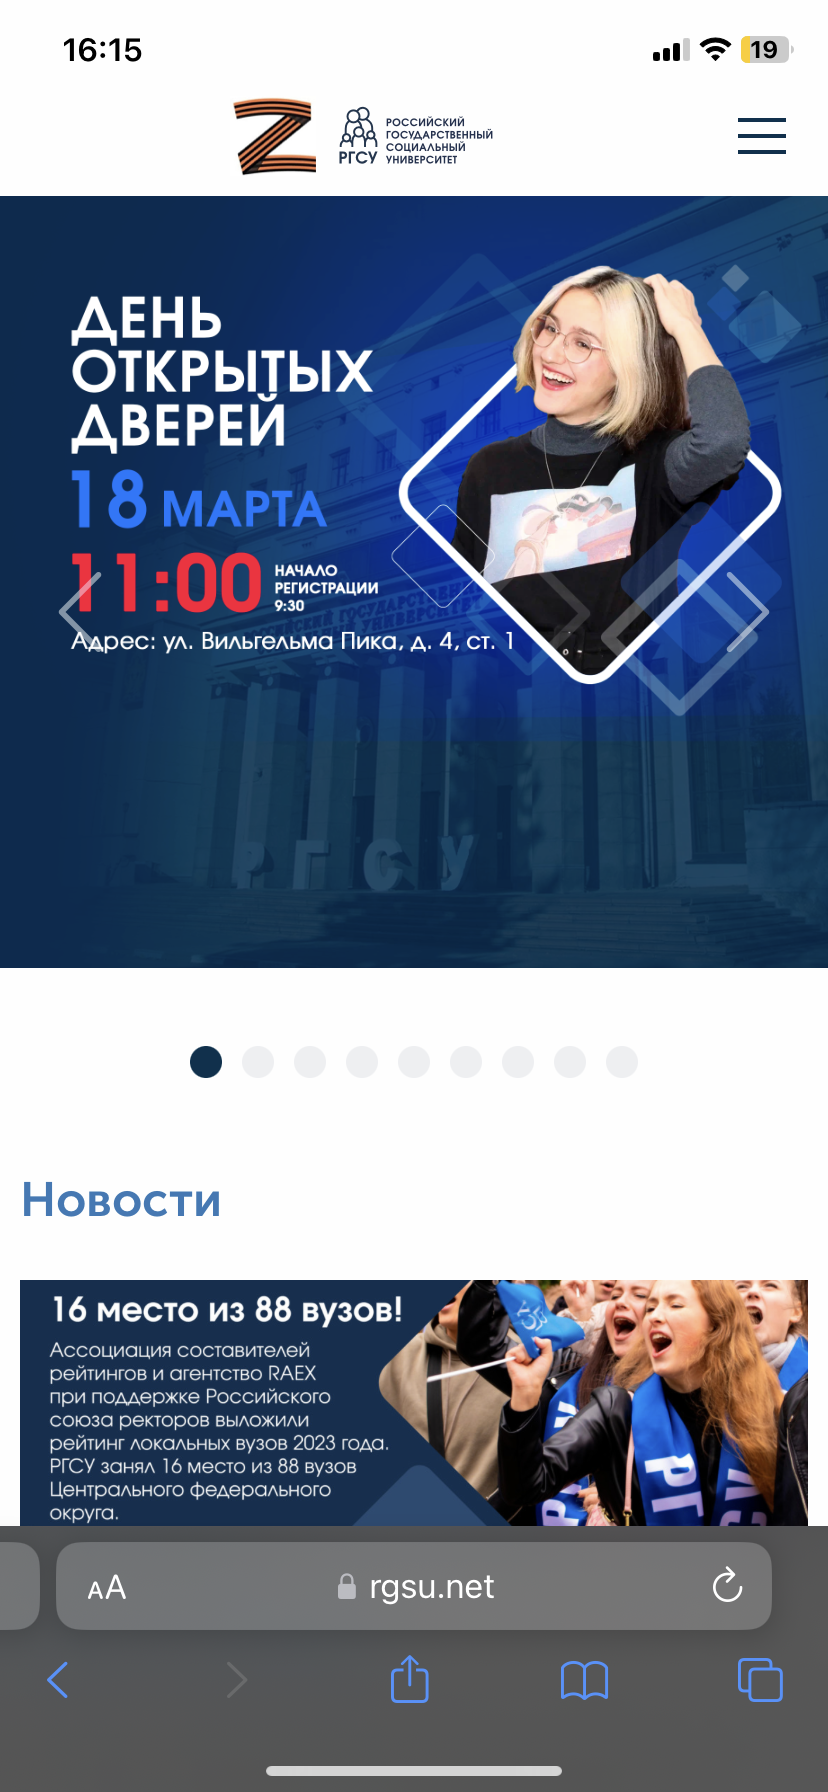 16:15
19
Z
РОССИЙСКИЙ
ГОСУДАРСТВЕННЫЙ
СОЦИАЛЬНЫЙ
УНИВЕРСИТЕТ
РГСУ
ДЕНЬ
ОТКРЫТЫХ
ДВЕРЕЙ
18 МАРТА
11:00
НАЧАЛО
РЕГИСТРАЦИИ
9:30
Адрес: ул. Вильгельма Пика, д. 4, ст. 1
РГСУ
Новости
16 место из 88 вузов!
Ассоциация составителей
рейтингов и агентство RAEX
при поддержке Российского
союза ректоров выложили
рейтинг локальных вузов 2023 года.
РГСУ занял 16 место из 88 вузов
Центрального федерального
округа.
РГ
AA
rgsu.net